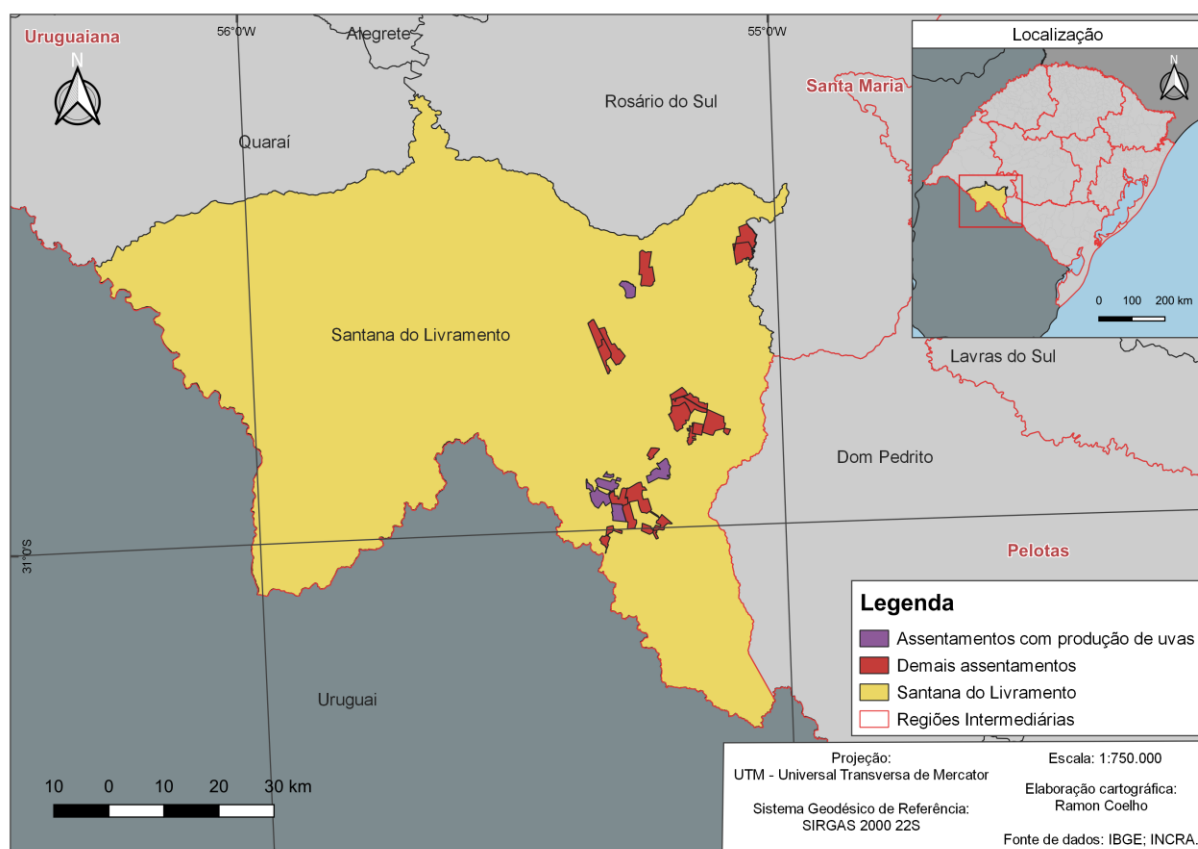 56°0'W
55°0'W
Uruguaiana
Alegrete
Localização
N
N
Rosário do Sul
Santa Maria
Quaraí
0 100 200 km
Santana do Livramento
Lavras do Sul
Dom Pedrito
31°0'S
Pelotas
Legenda
Assentamentos com produção de uvas
Demais assentamentos
Santana do Livramento
Regiões Intermediárias
Uruguai
10 0 10 20 30 km
Projeção:
UTM - Universal Transversa de Mercator
Sistema Geodésico de Referência:
SIRGAS 2000 22S
Escala: 1:750.000
Elaboração cartográfica:
Ramon Coelho
Fonte de dados: IBGE; INCRA.